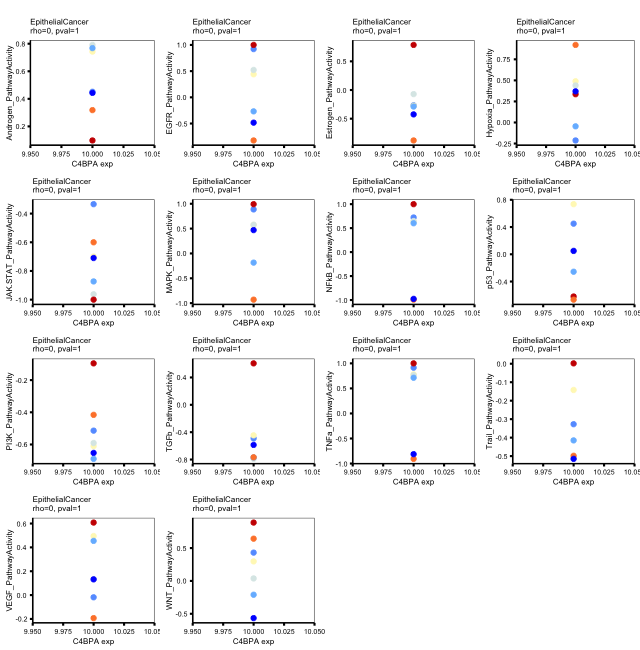 EpithelialCancer
rho=0, pval=1
Androgen_PathwayActivity
0.8
0.6
0.4
0.2
9.950 9.975 10.000 10.025 10.05
C4BPA exp
EpithelialCancer
rho=0, pval=1
EGFR_PathwayActivity
1.0
0.5
0.0
-0.5
9.950 9.975 10.000 10.025 10.05
C4BPA exp
EpithelialCancer
rho=0, pval=1
Estrogen_PathwayActivity
0.5
0.0
-0.5
9.950 9.975 10.000 10.025 10.05
C4BPA exp
EpithelialCancer
rho=0, pval=1
Hypoxia_PathwayActivity
0.75
0.50
0.25
0.00
-0.25
9.950 9.975 10.000 10.025 10.0
C4BPA exp
EpithelialCancer
rho=0, pval=1
JAK-STAT_PathwayActivity
-0.4
-0.6
-0.8
-1.0
9.950 9.975 10.000 10.025 10.05
C4BPA exp
EpithelialCancer
rho=0, pval=1
MAPK_PathwayActivity
1.0
0.5
0.0
-0.5
-1.0
9.950 9.975 10.000 10.025 10.05
C4BPA exp
EpithelialCancer
rho=0, pval=1
NFkB_PathwayActivity
1.0
0.5
0.0
-0.5
-1.0
9.950 9.975 10.000 10.025 10.05
C4BPA exp
EpithelialCancer
rho=0, pval=1
p53_PathwayActivity
0.8
0.4
0.0
-0.4
9.950 9.975 10.000 10.025 10.05
C4BPA exp
EpithelialCancer
rho=0, pval=1
PI3K_PathwayActivity
-0.2
-0.4
-0.6
9.950 9.975 10.000 10.025 10.05
C4BPA exp
EpithelialCancer
rho=0, pval=1
TGFb_PathwayActivity
0.4
0.0
-0.4
-0.8
9.950 9.975 10.000 10.025 10.05
C4BPA exp
EpithelialCancer
rho=0, pval=1
TNFa_PathwayActivity
1.0
0.5
0.0
-0.5
-1.0
9.950 9.975 10.000 10.025 10.05
C4BPA exp
EpithelialCancer
rho=0, pval=1
Trail_PathwayActivity
0.0
-0.1
-0.2
-0.3
-0.4
-0.5
9.950 9.975 10.000 10.025 10.05
C4BPA exp
EpithelialCancer
rho=0, pval=1
VEGF_PathwayActivity
0.6
0.4
0.2
0.0
-0.2
9.950 9.975 10.000 10.025 10.05
C4BPA exp
EpithelialCancer
rho=0, pval=1
WNT_PathwayActivity
0.5
0.0
-0.5
9.950 9.975 10.000 10.025 10.050
C4BPA exp